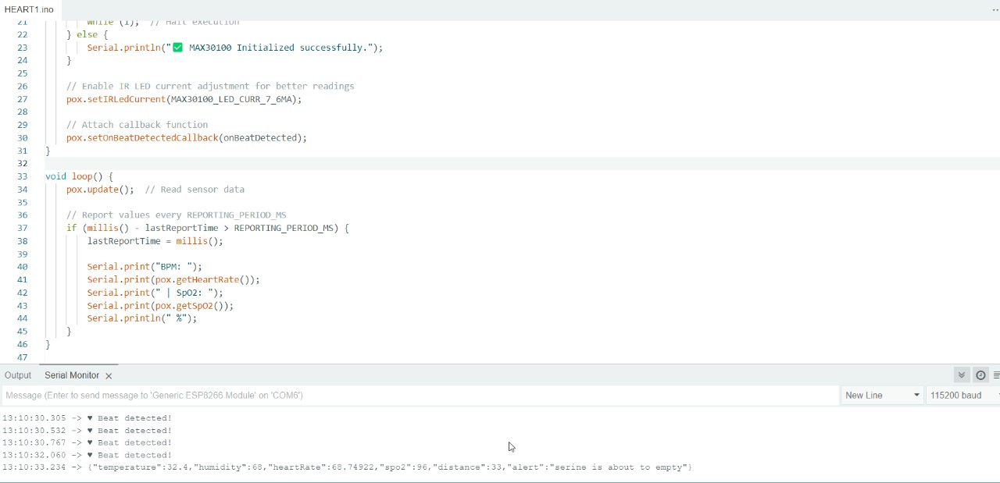 HEART1.ino
21 while (1); // Halt execution
22 } else {
23 Serial.println("✅ MAX30100 Initialized successfully.");
24 }
25
26 // Enable IR LED current adjustment for better readings
27 pox.setIRLedCurrent(MAX30100_LED_CURR_7_6MA);
28
29 // Attach callback function
30 pox.setOnBeatDetectedCallback(onBeatDetected);
31 }
32
33 void loop() {
34 pox.update(); // Read sensor data
35
36 // Report values every REPORTING_PERIOD_MS
37 if (millis() - lastReportTime > REPORTING_PERIOD_MS) {
38 lastReportTime = millis();
39
40 Serial.print("BPM: ");
41 Serial.print(pox.getHeartRate());
42 Serial.print(" | SpO2: ");
43 Serial.print(pox.getSpO2());
44 Serial.println(" %");
45 }
46 }
47
Output Serial Monitor ×
Message (Enter to send message to 'Generic ESP8266 Module' on 'COM6') New Line 115200 baud
13:10:30.305 -> ♥ Beat detected!
13:10:30.532 -> ♥ Beat detected!
13:10:30.767 -> ♥ Beat detected!
13:10:32.060 -> ♥ Beat detected!
13:10:33.234 -> {"temperature":32.4,"humidity":68,"heartRate":68.74922,"spo2":96,"distance":33,"alert":"serine is about to empty"}